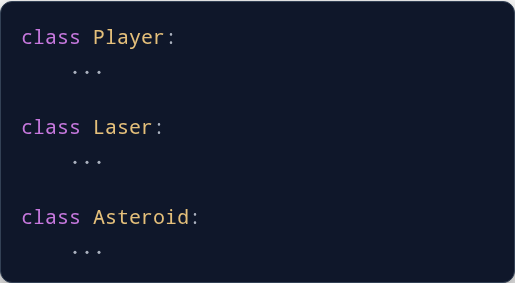 class Player:
    ...
class Laser:
    ...
class Asteroid:
    ...